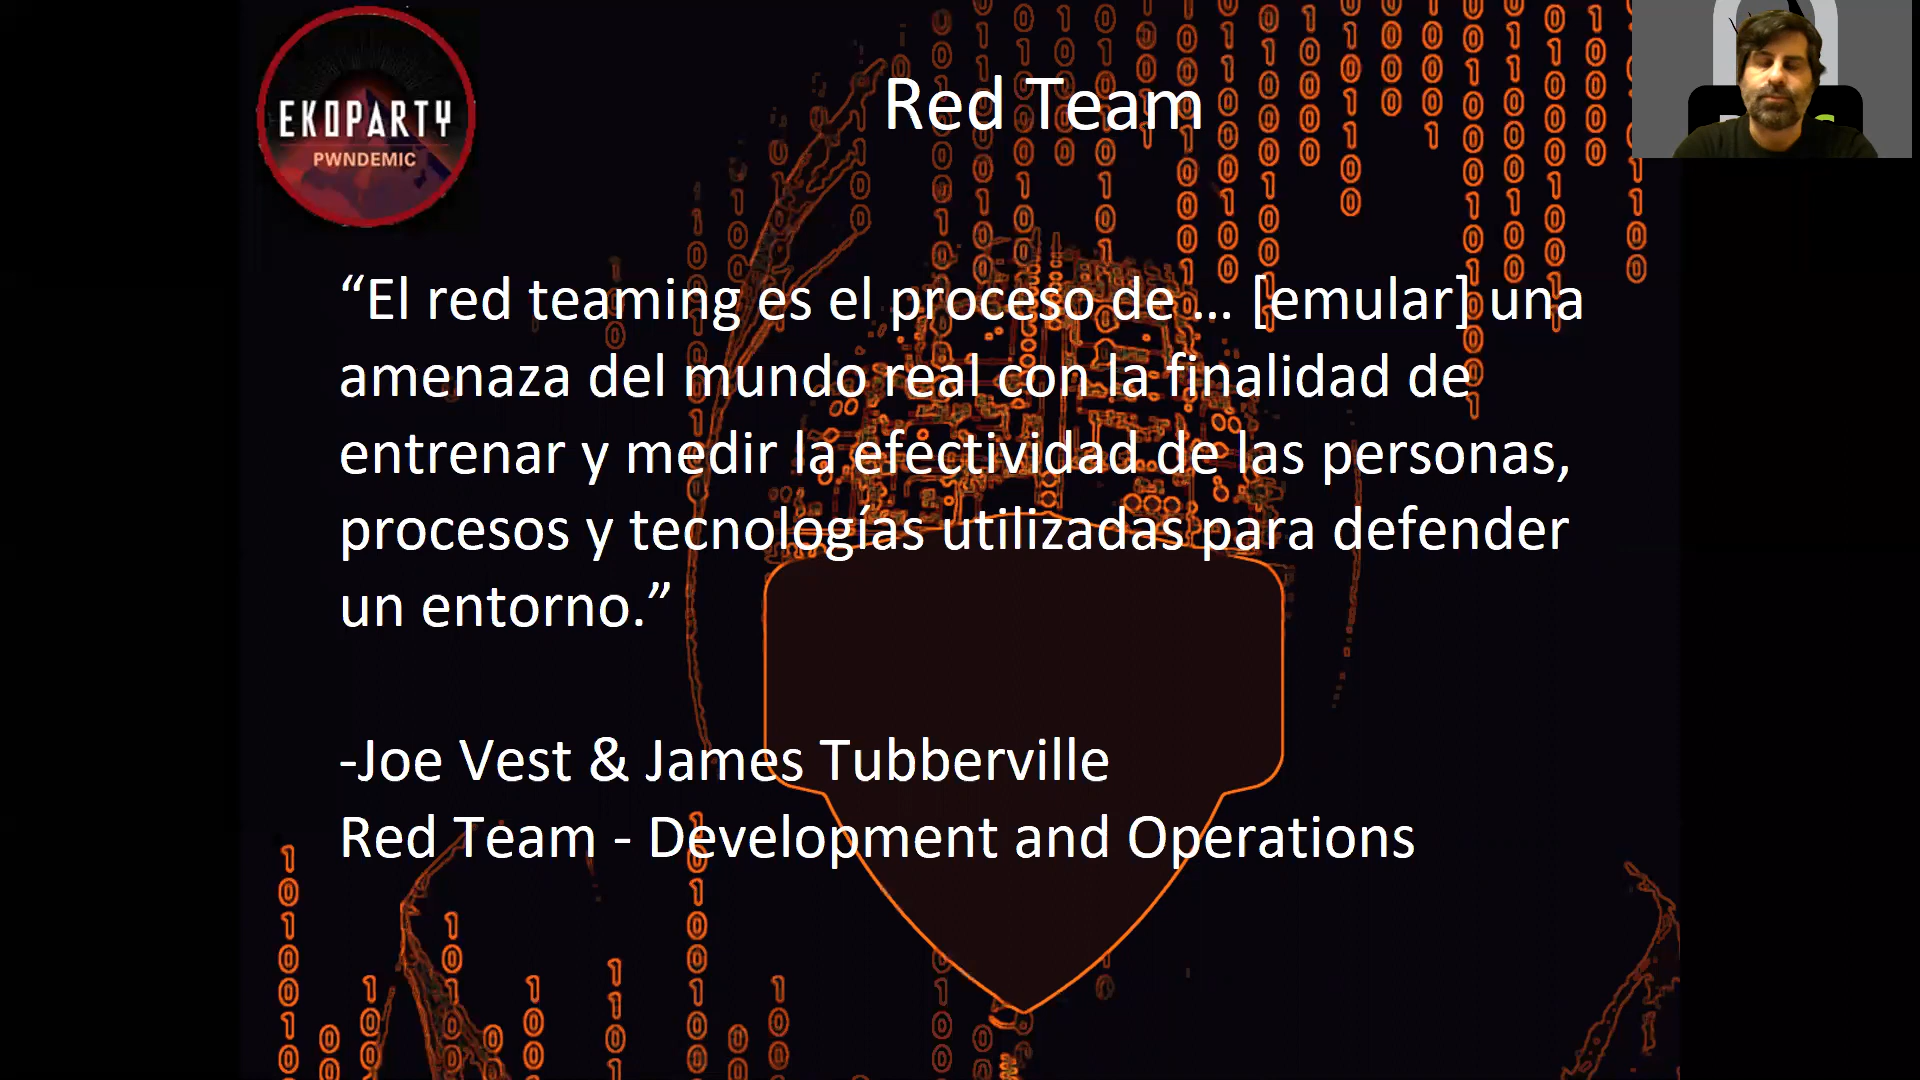 EKOPARTY
PWNDEMIC
Red Team
“El red teaming es el proceso de ... [emular] una
amenaza del mundo real con la finalidad de
entrenar y medir la efectividad de las personas,
procesos y tecnologías utilizadas para defender
un entorno.”
-Joe Vest & James Tubberville
Red Team - Development and Operations